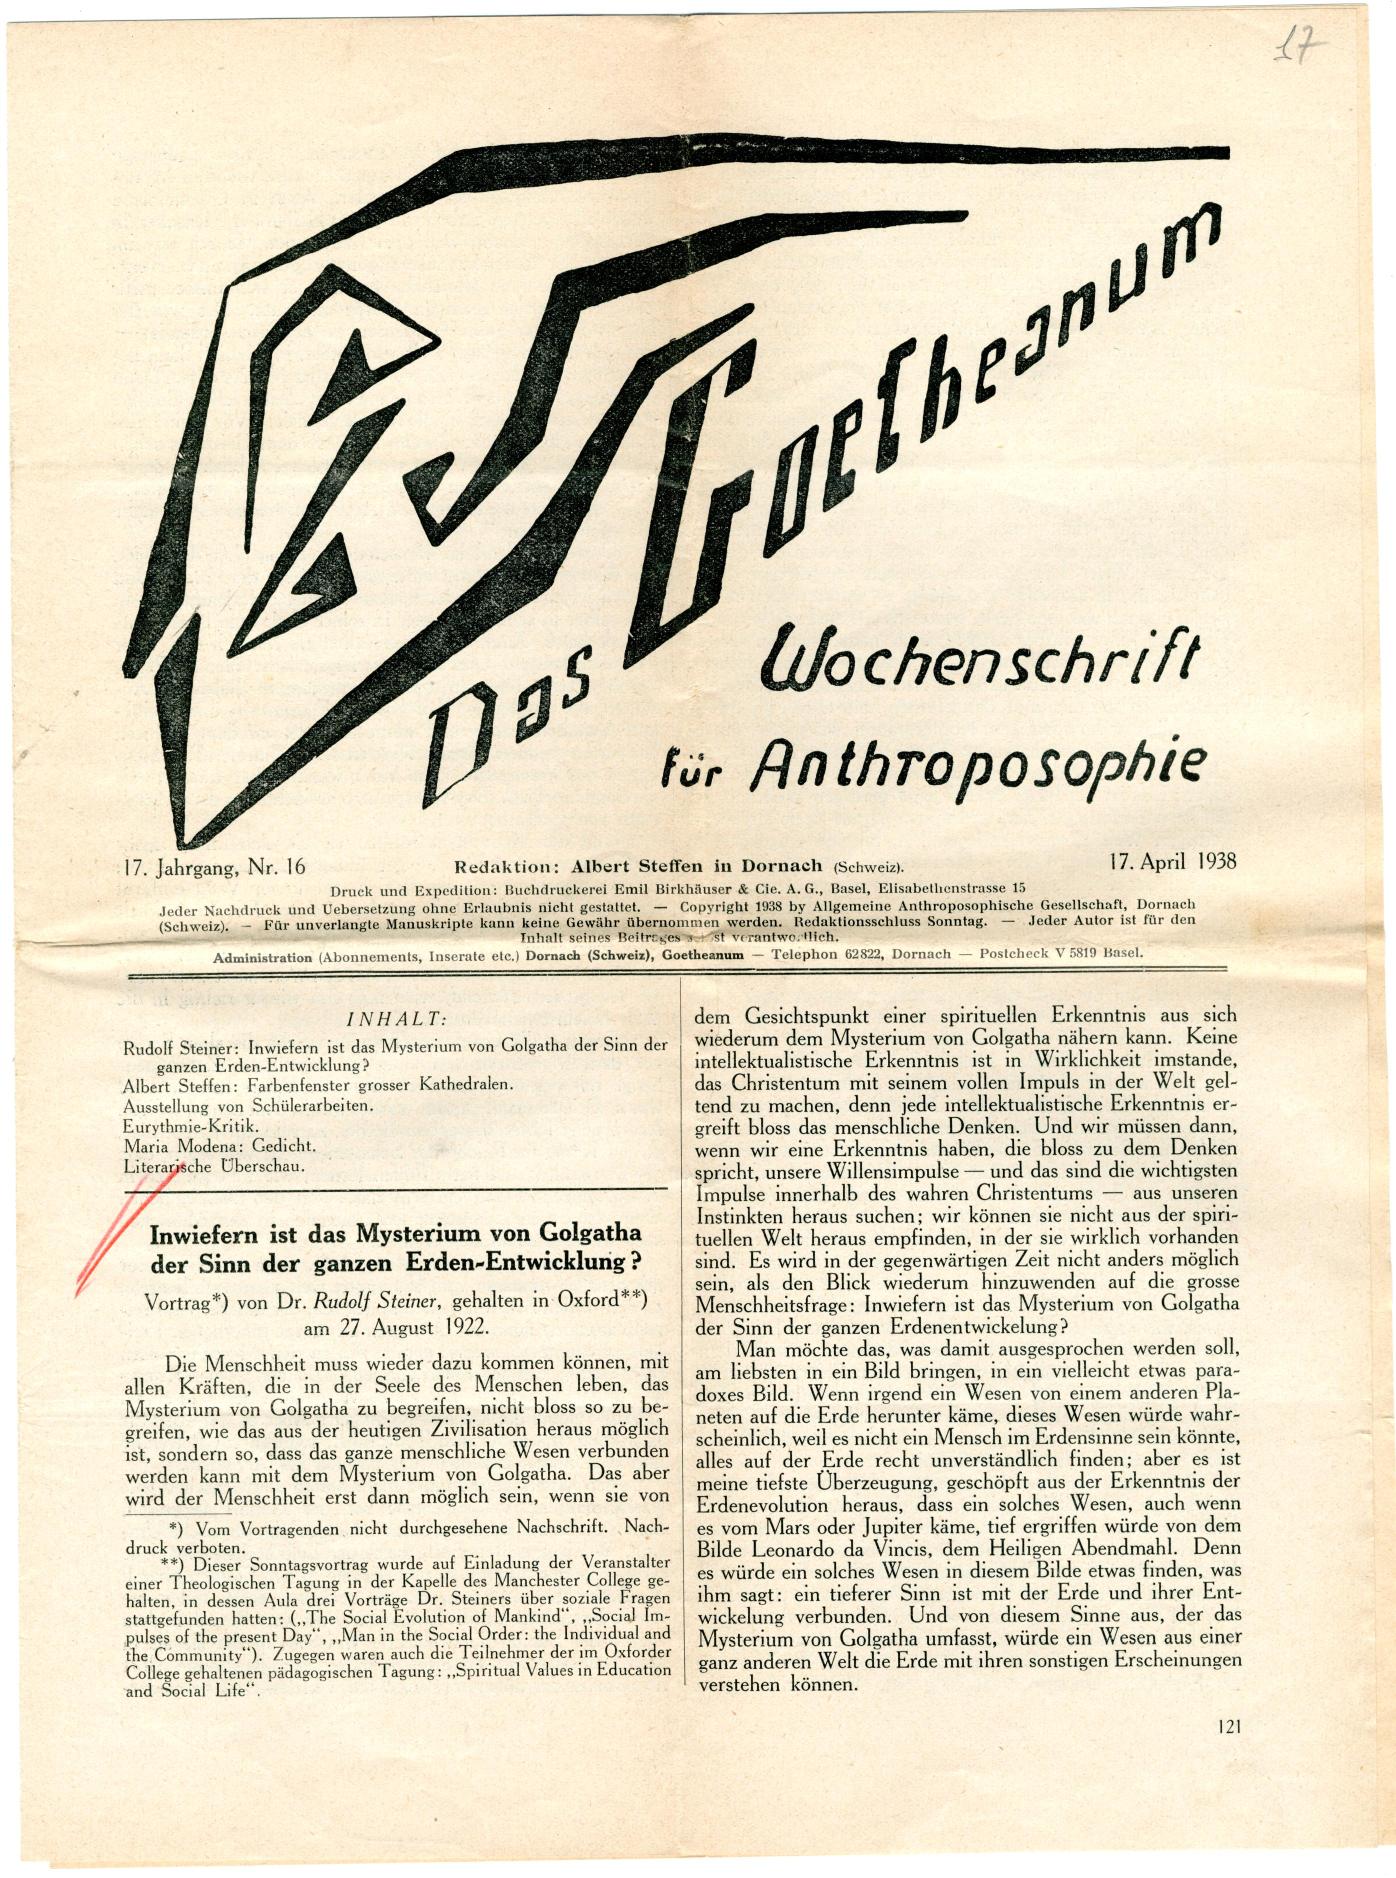 17
Das Goetheanum
Wochenschrift
für Anthroposophie
17. Jahrgang, Nr. 16
Redaktion: Albert Steffen in Dornach (Schweiz).
17. April 1938
Druck und Expedition: Buchdruckerei Emil Birkhäuser & Cie. A. G., Basel, Elisabethenstrasse 15
Jeder Nachdruck und Uebersetzung ohne Erlaubnis nicht gestattet. — Copyright 1938 by Allgemeine Anthroposophische Gesellschaft, Dornach
(Schweiz). — Für unverlangte Manuskripte kann keine Gewähr übernommen werden. Redaktionsschluss Sonntag. — Jeder Autor ist für den
Inhalt seines Beitrages selbst verantwortlich.
Administration (Abonnements, Inserate etc.) Dornach (Schweiz), Goetheanum — Telephon 62822, Dornach — Postcheck V 5819 Basel.
INHALT:
Rudolf Steiner: Inwiefern ist das Mysterium von Golgatha der Sinn der
ganzen Erden-Entwicklung?
Albert Steffen: Farbenfenster grosser Kathedralen.
Ausstellung von Schülerarbeiten.
Eurythmie-Kritik.
Maria Modena: Gedicht.
Literarische Überschau.
Inwiefern ist das Mysterium von Golgatha
der Sinn der ganzen Erden-Entwicklung?
Vortrag*) von Dr. Rudolf Steiner, gehalten in Oxford**)
am 27. August 1922.
Die Menschheit muss wieder dazu kommen können, mit
allen Kräften, die in der Seele des Menschen leben, das
Mysterium von Golgatha zu begreifen, nicht bloss so zu be-
greifen, wie das aus der heutigen Zivilisation heraus möglich
ist, sondern so, dass das ganze menschliche Wesen verbunden
werden kann mit dem Mysterium von Golgatha. Das aber
wird der Menschheit erst dann möglich sein, wenn sie von
*) Vom Vortragenden nicht durchgesehene Nachschrift. Nach-
druck verboten.
**) Dieser Sonntagsvortrag wurde auf Einladung der Veranstalter
einer Theologischen Tagung in der Kapelle des Manchester College ge-
halten, in dessen Aula drei Vorträge Dr. Steiners über soziale Fragen
stattgefunden hatten: („The Social Evolution of Mankind“, „Social Im-
pulses of the present Day“, „Man in the Social Order: the Individual and
the Community“). Zugegen waren auch die Teilnehmer der im Oxforder
College gehaltenen pädagogischen Tagung: „Spiritual Values in Education
and Social Life“.
dem Gesichtspunkt einer spirituellen Erkenntnis aus sich
wiederum dem Mysterium von Golgatha nähern kann. Keine
intellektualistische Erkenntnis ist in Wirklichkeit imstande,
das Christentum mit seinem vollen Impuls in der Welt gel-
tend zu machen, denn jede intellektualistische Erkenntnis er-
greift bloss das menschliche Denken. Und wir müssen dann,
wenn wir eine Erkenntnis haben, die bloss zu dem Denken
spricht, unsere Willensimpulse — und das sind die wichtigsten
Impulse innerhalb des wahren Christentums — aus unseren
Instinkten heraus suchen; wir können sie nicht aus der spiri-
tuellen Welt heraus empfinden, in der sie wirklich vorhanden
sind. Es wird in der gegenwärtigen Zeit nicht anders möglich
sein, als den Blick wiederum hinzuwenden auf die grosse
Menschheitsfrage: Inwiefern ist das Mysterium von Golgatha
der Sinn der ganzen Erdenentwickelung?
Man möchte das, was damit ausgesprochen werden soll,
am liebsten in ein Bild bringen, in ein vielleicht etwas para-
doxes Bild. Wenn irgend ein Wesen von einem anderen Pla-
neten auf die Erde herunter käme, dieses Wesen würde wahr-
scheinlich, weil es nicht ein Mensch im Erdensinne sein könnte,
alles auf der Erde recht unverständlich finden; aber es ist
meine tiefste Überzeugung, geschöpft aus der Erkenntnis der
Erdenevolution heraus, dass ein solches Wesen, auch wenn
es vom Mars oder Jupiter käme, tief ergriffen würde von dem
Bilde Leonardo da Vincis, dem Heiligen Abendmahl. Denn
es würde ein solches Wesen in diesem Bilde etwas finden, was
ihm sagt: ein tieferer Sinn ist mit der Erde und ihrer Ent-
wickelung verbunden. Und von diesem Sinne aus, der das
Mysterium von Golgatha umfasst, würde ein Wesen aus einer
ganz anderen Welt die Erde mit ihren sonstigen Erscheinungen
verstehen können.
121